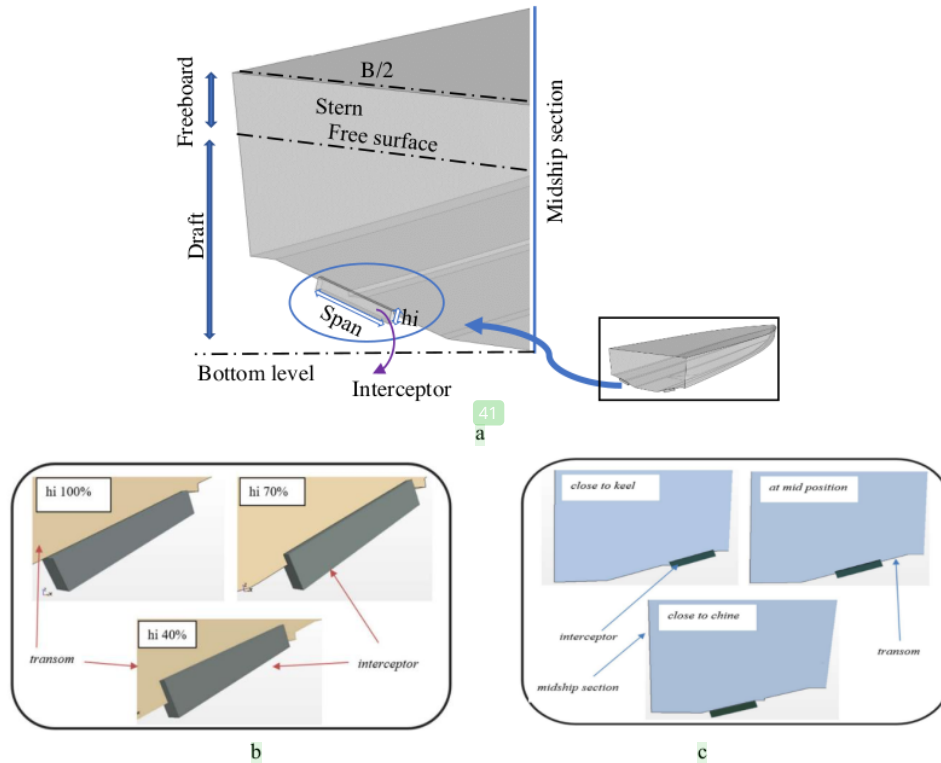 B/2
Stern
Free surface
Freeboard
Draft
Midship section
Span
hi
Bottom level
Interceptor
41
a
hi 100%
hi 70%
hi 40%
transom
interceptor
b
close to keel
at mid position
close to chine
interceptor
midship section
transom
c